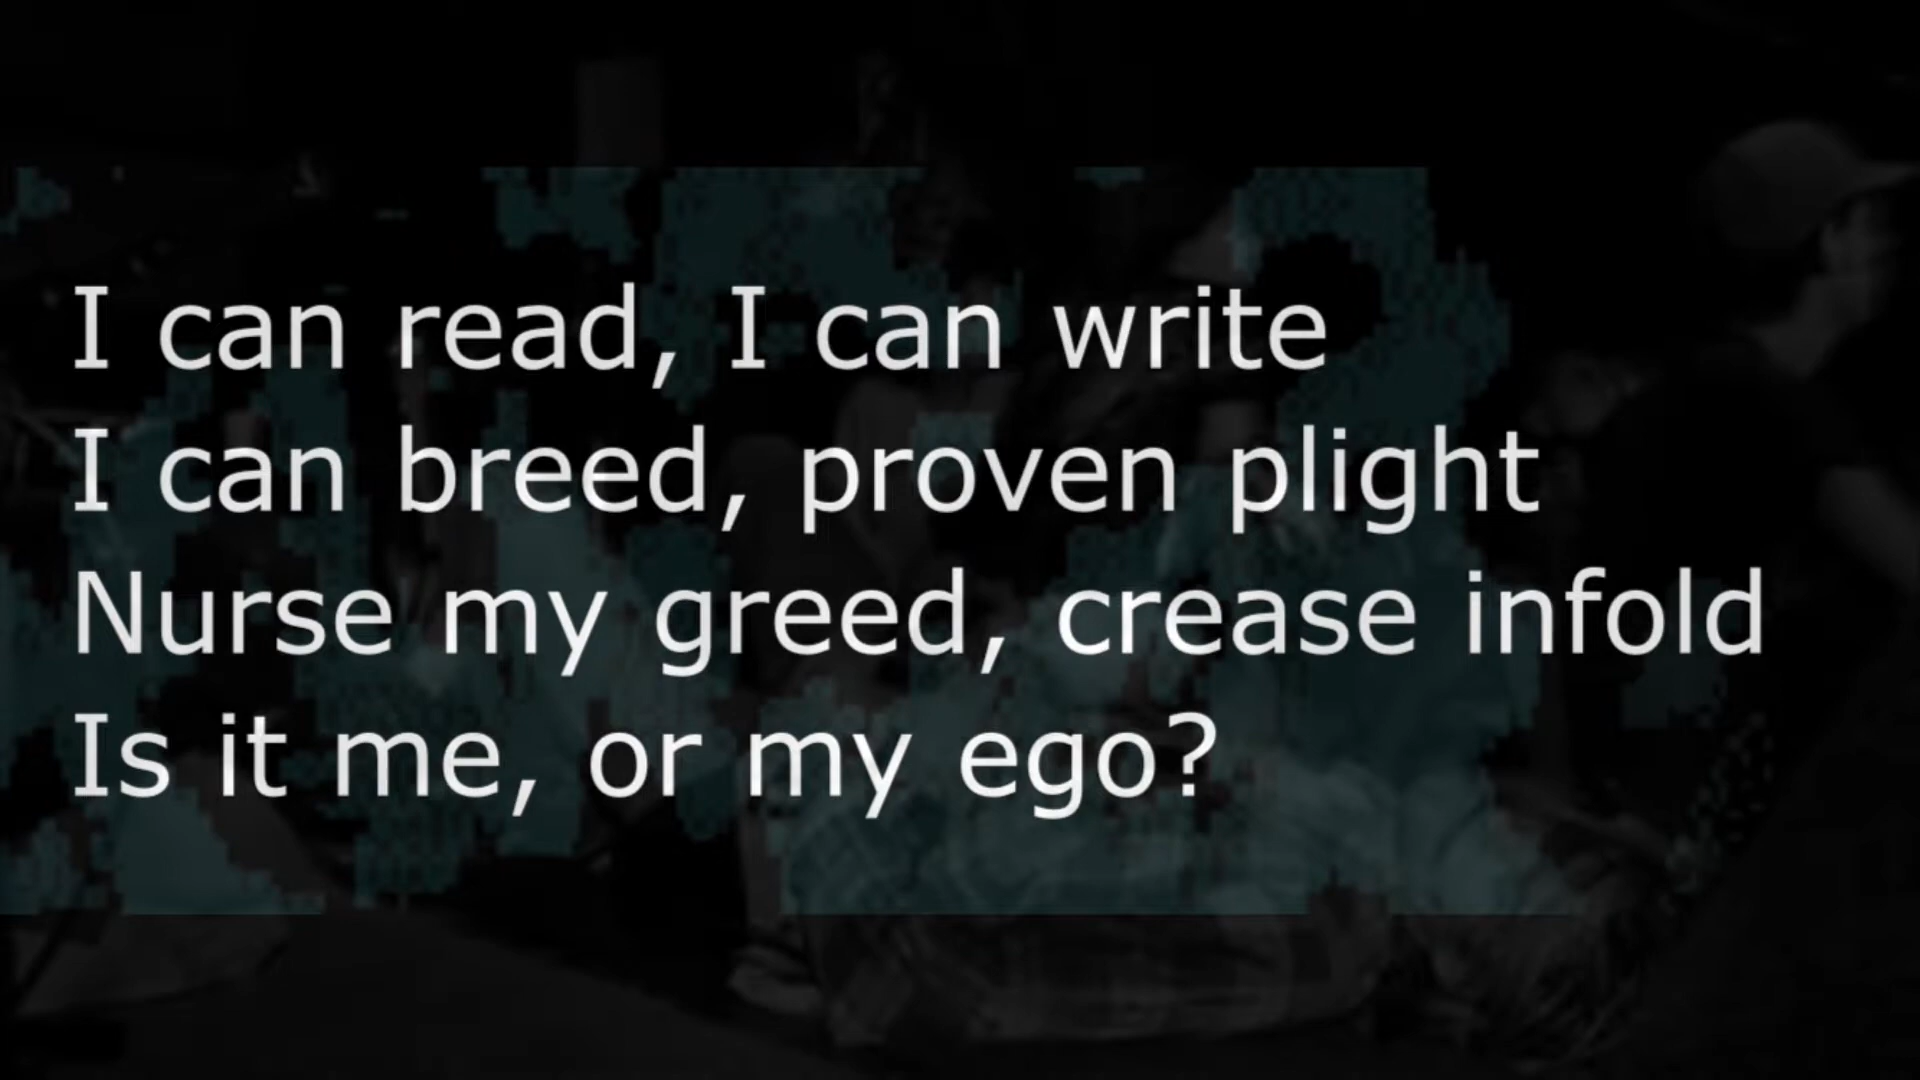 I can read, I can write
I can breed, proven plight
Nurse my greed, crease infold
Is it me, or my ego?